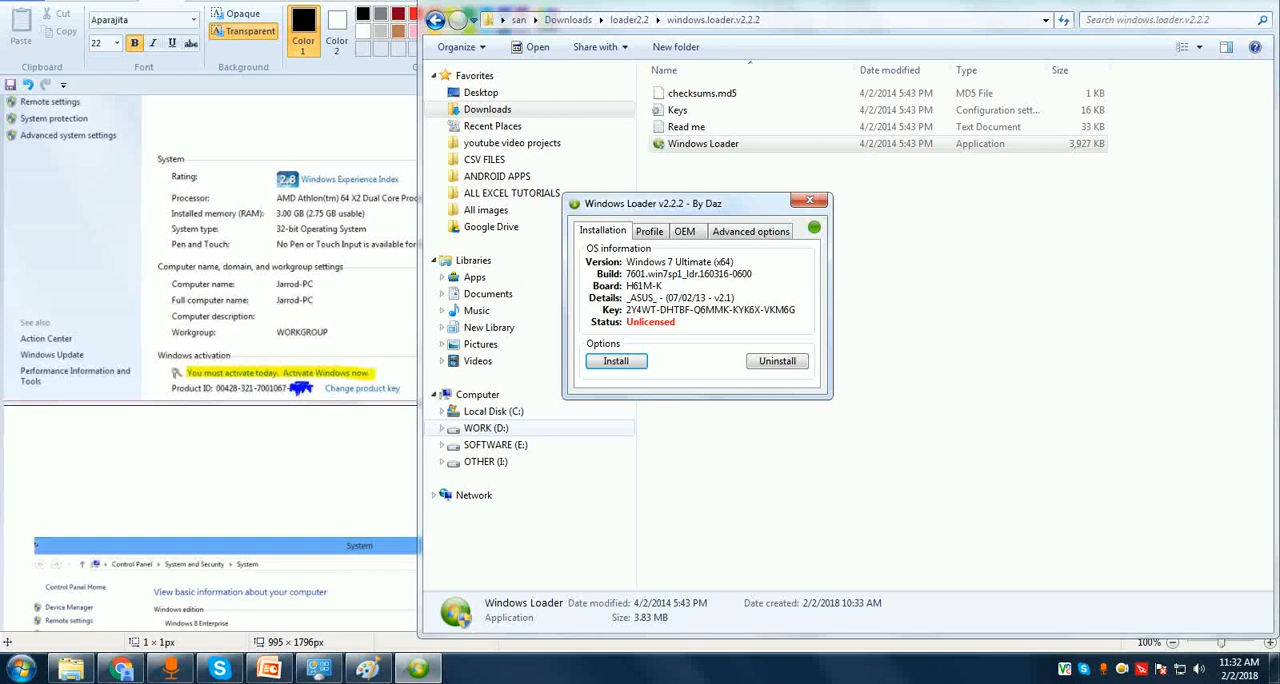 Paste
Cut
Copy
Clipboard
Aparajita
22
B I U abc
Font
Opaque
Transparent
Background
Color
1
Color
2
Remote settings
System protection
Advanced system settings
System
Rating: 2.8 Windows Experience Index
Processor: AMD Athlon(tm) 64 X2 Dual Core Proc
Installed memory (RAM): 3.00 GB (2.75 GB usable)
System type: 32-bit Operating System
Pen and Touch: No Pen or Touch Input is available for
Computer name, domain, and workgroup settings
Computer name: Jarrod-PC
Full computer name: Jarrod-PC
Computer description:
Workgroup: WORKGROUP
See also
Action Center
Windows Update
Performance Information and
Tools
Windows activation
You must activate today. Activate Windows now
Product ID: 00428-321-7001067- Change product key
System
Control Panel System and Security System
Control Panel Home
Device Manager
Remote settings
View basic information about your computer
Windows edition
Windows 8 Enterprise
1 × 1px
995 × 1796px
100%
san Downloads loader2.2 windows.loader.v2.2.2
Search windows.loader.v2.2.2
Organize Open Share with New folder
Favorites
Desktop
Downloads
Recent Places
youtube video projects
CSV FILES
ANDROID APPS
ALL EXCEL TUTORIALS
All images
Google Drive
Libraries
Apps
Documents
Music
New Library
Pictures
Videos
Computer
Local Disk (C:)
WORK (D:)
SOFTWARE (E:)
OTHER (I:)
Network
Name Date modified Type Size
checksums.md5 4/2/2014 5:43 PM MD5 File 1 KB
Keys 4/2/2014 5:43 PM Configuration sett... 16 KB
Read me 4/2/2014 5:43 PM Text Document 33 KB
Windows Loader 4/2/2014 5:43 PM Application 3,927 KB
Windows Loader v2.2.2 - By Daz
Installation Profile OEM Advanced options
OS information
Version: Windows 7 Ultimate (x64)
Build: 7601.win7sp1_ldr.160316-0600
Board: H61M-K
Details: _ASUS_ - (07/02/13 - v2.1)
Key: 2Y4WT-DHTBF-Q6MMK-KYK6X-VKM6G
Status: Unlicensed
Options
Install Uninstall
Windows Loader Date modified: 4/2/2014 5:43 PM Date created: 2/2/2018 10:33 AM
Application Size: 3.83 MB
11:32 AM
2/2/2018